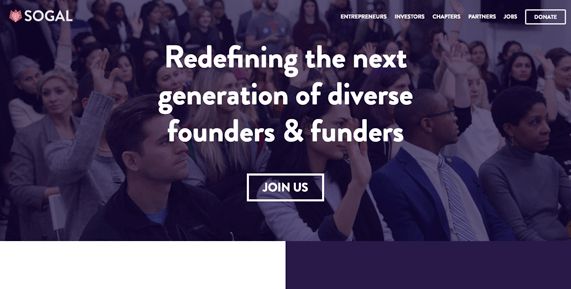 SOGAL
ENTREPRENEURS INVESTORS CHAPTERS PARTNERS JOBS DONATE
Redefining the next
generation of diverse
founders & funders
JOIN US